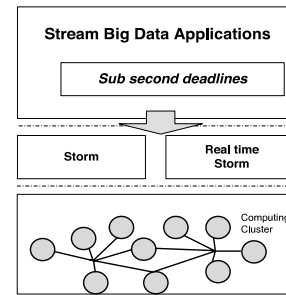 Stream Big Data Applications
Sub second deadlines
Storm
Real time
Storm
Computing
Cluster